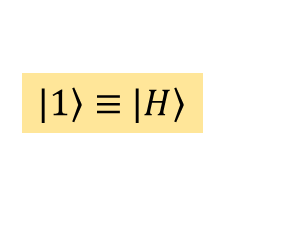 |1⟩ ≡ |H⟩